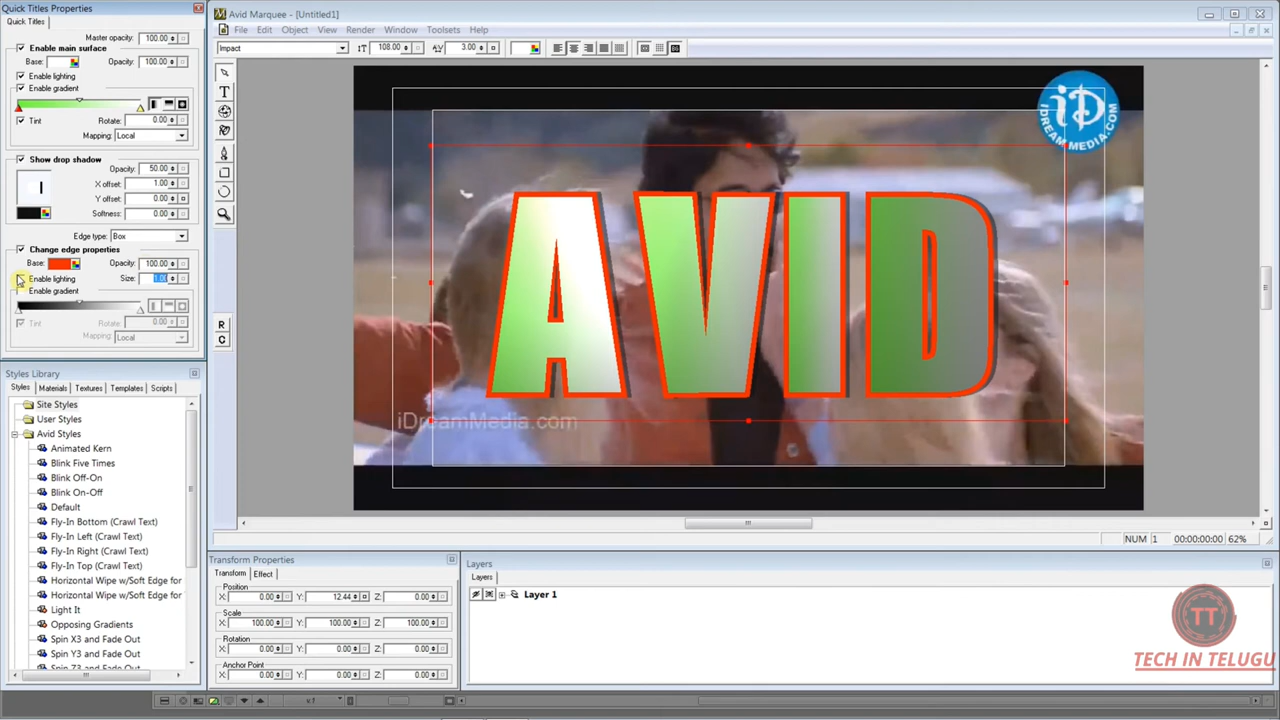 Quick Titles Properties
Quick Titles
Master opacity: 100.00
Enable main surface
Base: Opacity: 100.00
Enable lighting
Enable gradient
Tint Rotate: 0.00
Mapping: Local
Show drop shadow
Opacity: 50.00
X offset: 1.00
Y offset: 0.00
Softness: 0.00
Edge type: Box
Change edge properties
Base: Opacity: 100.00
Enable lighting Size: 1.00
Enable gradient
Tint Rotate: 0.00
Mapping: Local
Styles Library
Styles Materials Textures Templates Scripts
Site Styles
User Styles
Avid Styles
Animated Kern
Blink Five Times
Blink Off-On
Blink On-Off
Default
Fly-In Bottom (Crawl Text)
Fly-In Left (Crawl Text)
Fly-In Right (Crawl Text)
Fly-In Top (Crawl Text)
Horizontal Wipe w/Soft Edge for
Horizontal Wipe w/Soft Edge for
Light It
Opposing Gradients
Spin X3 and Fade Out
Spin Y3 and Fade Out
Spin Z3 and Fade Out
Avid Marquee - [Untitled1]
File Edit Object View Render Window Toolsets Help
Impact 108.00 AV 3.00
T
R
C
iD
IDREAM MEDIA.COM
AVID
iDreamMedia.com
NUM 1 00:00:00:00 62%
Transform Properties
Transform Effect
Position
X: 0.00 Y: 12.44 Z: 0.00
Scale
X: 100.00 Y: 100.00 Z: 100.00
Rotation
X: 0.00 Y: 0.00 Z: 0.00
Anchor Point
X: 0.00 Y: 0.00 Z: 0.00
Layers
Layers
Layer 1
TT
TECH IN TELUGU